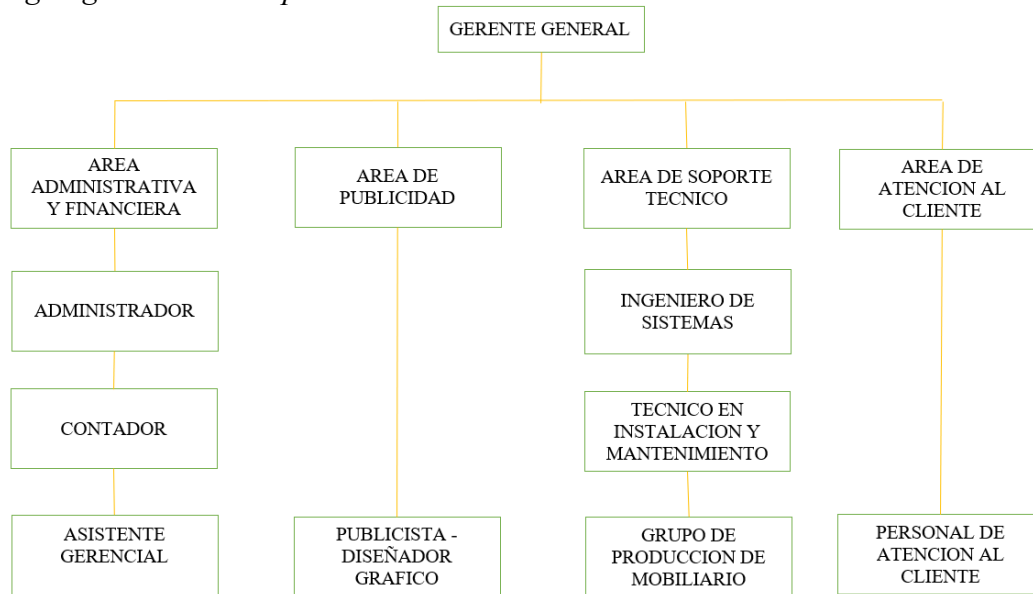 GERENTE GENERAL
AREA
ADMINISTRATIVA
Y FINANCIERA
AREA DE
PUBLICIDAD
AREA DE SOPORTE
TECNICO
AREA DE
ATENCION AL
CLIENTE
ADMINISTRADOR
INGENIERO DE
SISTEMAS
CONTADOR
TECNICO EN
INSTALACION Y
MANTENIMIENTO
ASISTENTE
GERENCIAL
PUBLICISTA -
DISEÑADOR
GRAFICO
GRUPO DE
PRODUCCION DE
MOBILIARIO
PERSONAL DE
ATENCION AL
CLIENTE